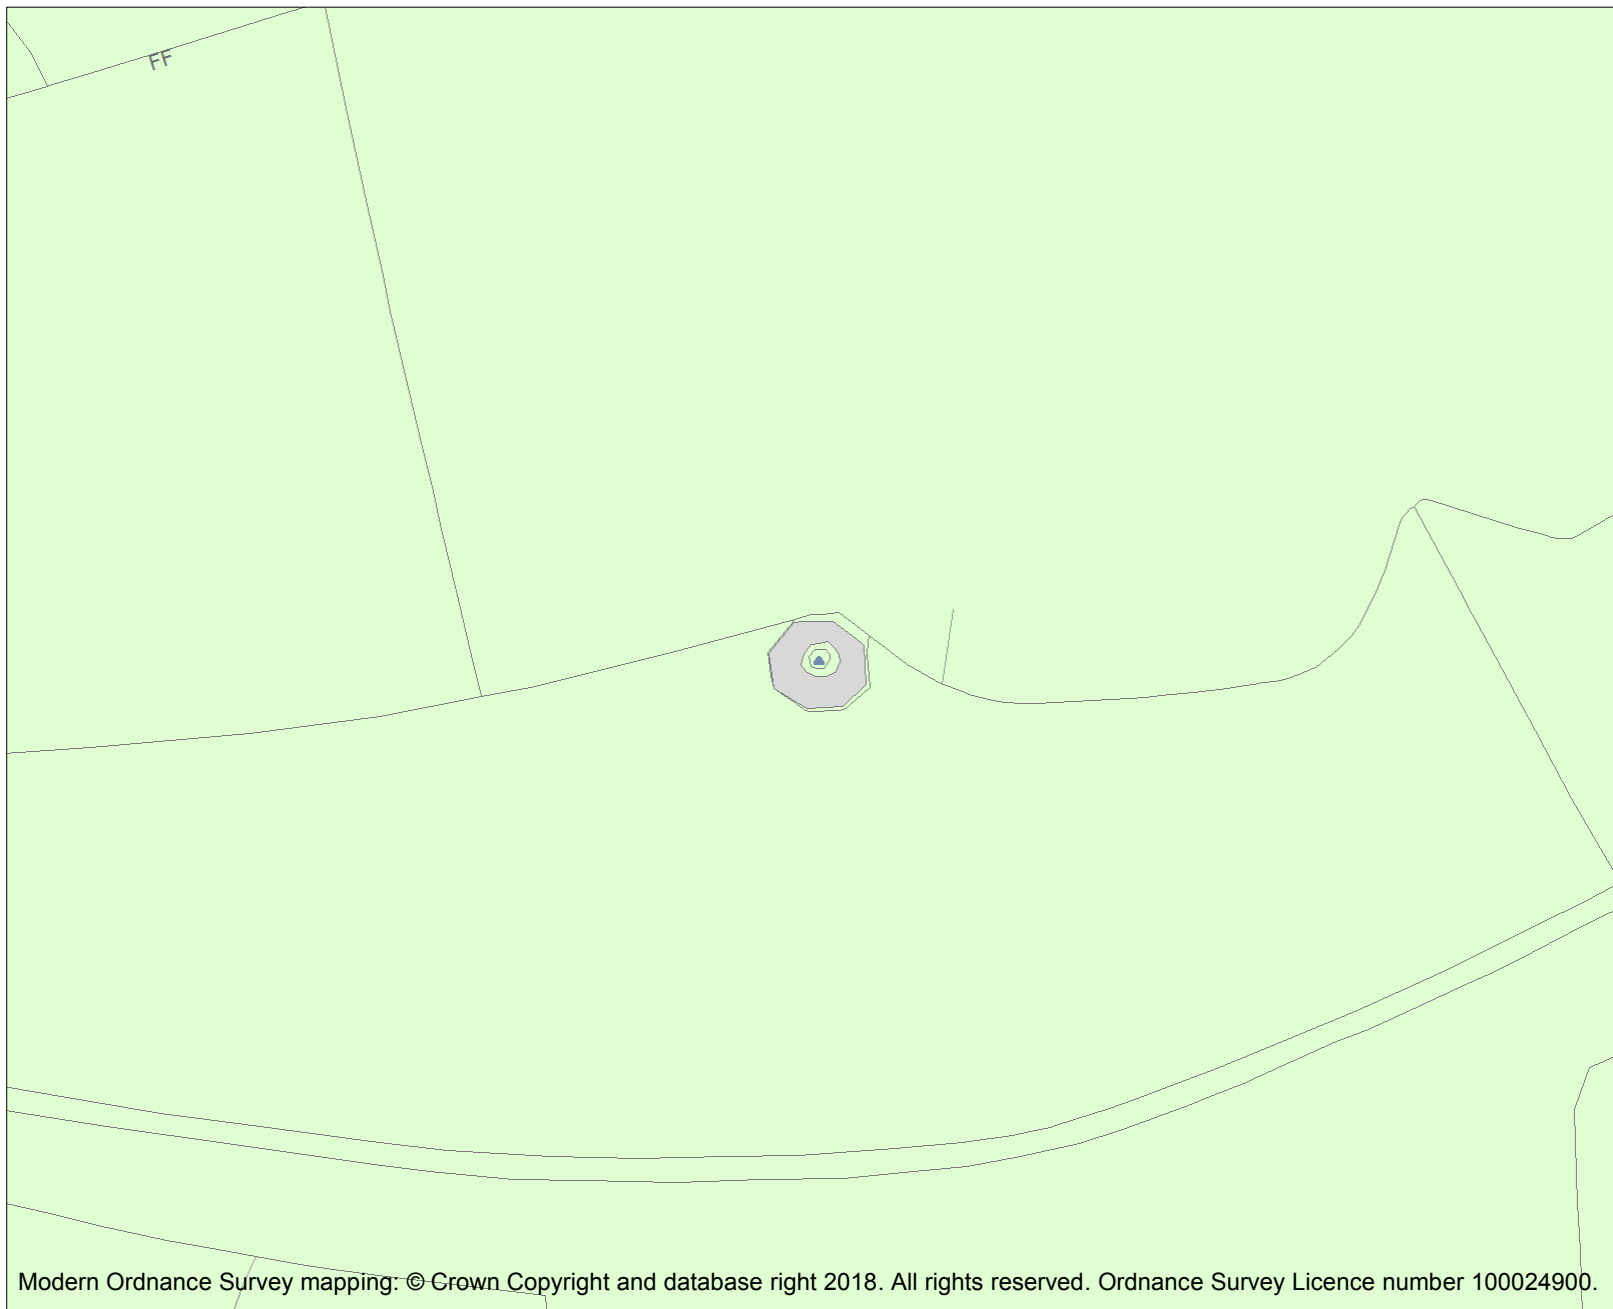 FF
Modern Ordnance Survey mapping: © Crown Copyright and database right 2018. All rights reserved. Ordnance Survey Licence number 100024900.